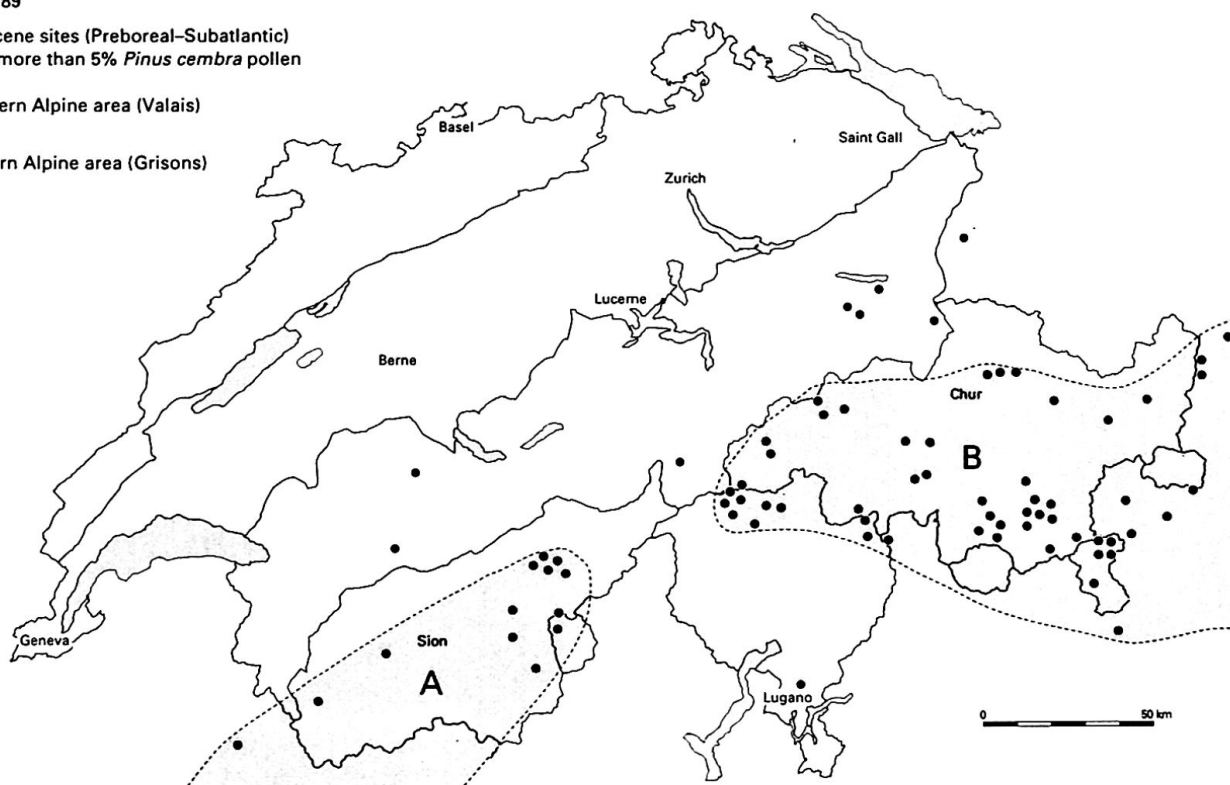 89
cene sites (Preboreal–Subatlantic)
more than 5% Pinus cembra pollen
ern Alpine area (Valais)
rn Alpine area (Grisons)
Basel
Saint Gall
Zurich
Lucerne
Berne
Chur
B
Geneva
Sion
A
Lugano
0 50 km